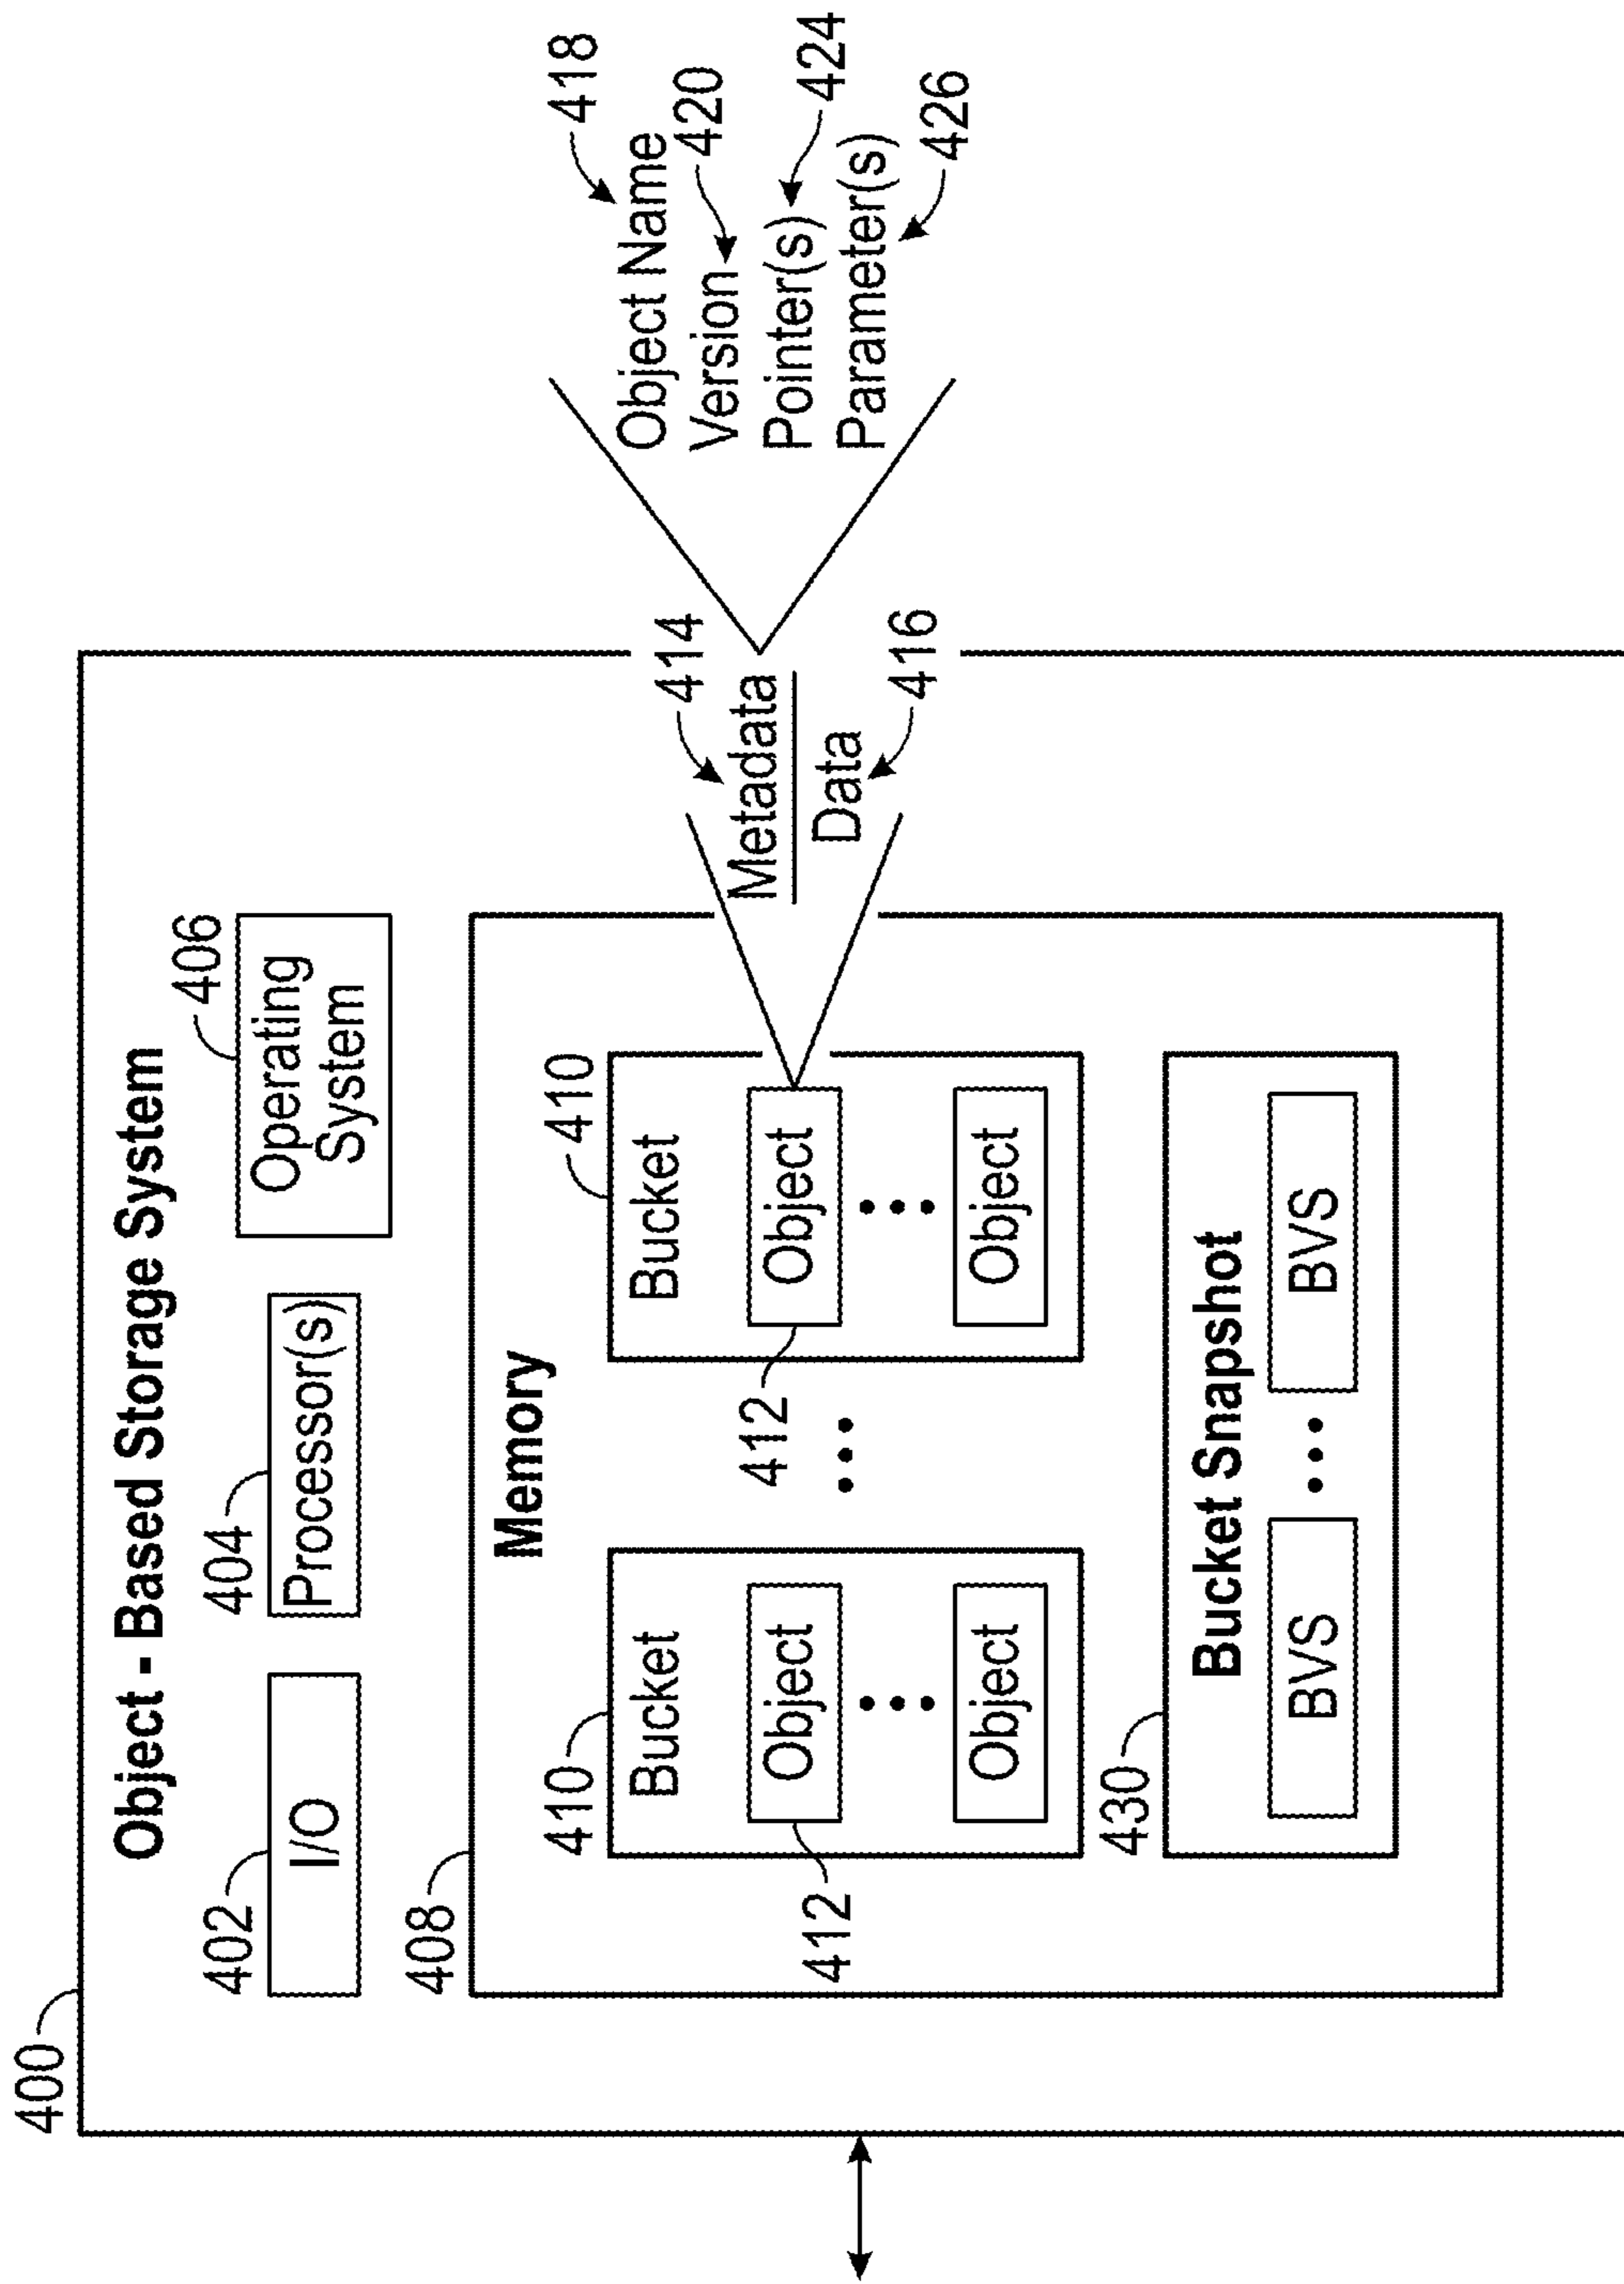 400
Object - Based Storage System
402
I/O
404
Processor(s)
406
Operating
System
408
Memory
410
Bucket
412
Object
Object
410
Bucket
412
Object
Object
430
Bucket Snapshot
BVS
BVS
414
Metadata
Data
416
418
Object Name
Version
420
Pointer(s)
424
Parameter(s)
426